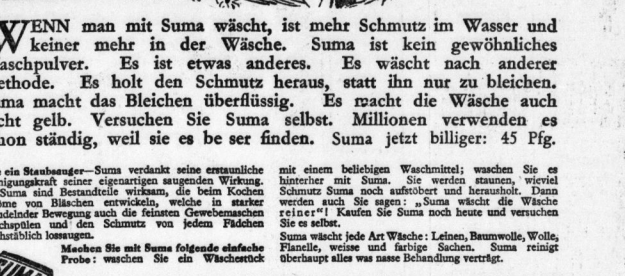 WENN man mit Suma wäscht, ist mehr Schmutz im Wasser und
keiner mehr in der Wäsche. Suma ist kein gewöhnliches
aschpulver. Es ist etwas anderes. Es wäscht nach anderer
ethode. Es holt den Schmutz heraus, statt ihn nur zu bleichen.
ma macht das Bleichen überflüssig. Es macht die Wäsche auch
cht gelb. Versuchen Sie Suma selbst. Millionen verwenden es
hon ständig, weil sie es be ser finden. Suma jetzt billiger: 45 Pfg.
e ein Staubsauger—Suma verdankt seine erstaunliche
nigungskraft seiner eigenartigen saugenden Wirkung.
Suma sind Bestandteile wirksam, die beim Kochen
öme von Bläschen entwickeln, welche in starker
ndelnder Bewegung auch die feinsten Gewebemaschen
chspülen und den Schmutz von jedem Fädchen
hstäblich lossaugen.
Machen Sie mit Suma folgende einfache
Probe: waschen Sie ein Wäschestück
mit einem beliebigen Waschmittel; waschen Sie es
hinterher mit Suma. Sie werden staunen, wieviel
Schmutz Suma noch aufstöbert und herausholt. Dann
werden auch Sie sagen: „Suma wäscht die Wäsche
reiner“! Kaufen Sie Suma noch heute und versuchen
Sie es selbst.
Suma wäscht jede Art Wäsche: Leinen, Baumwolle, Wolle,
Flanelle, weisse und farbige Sachen. Suma reinigt
überhaupt alles was nasse Behandlung verträgt.